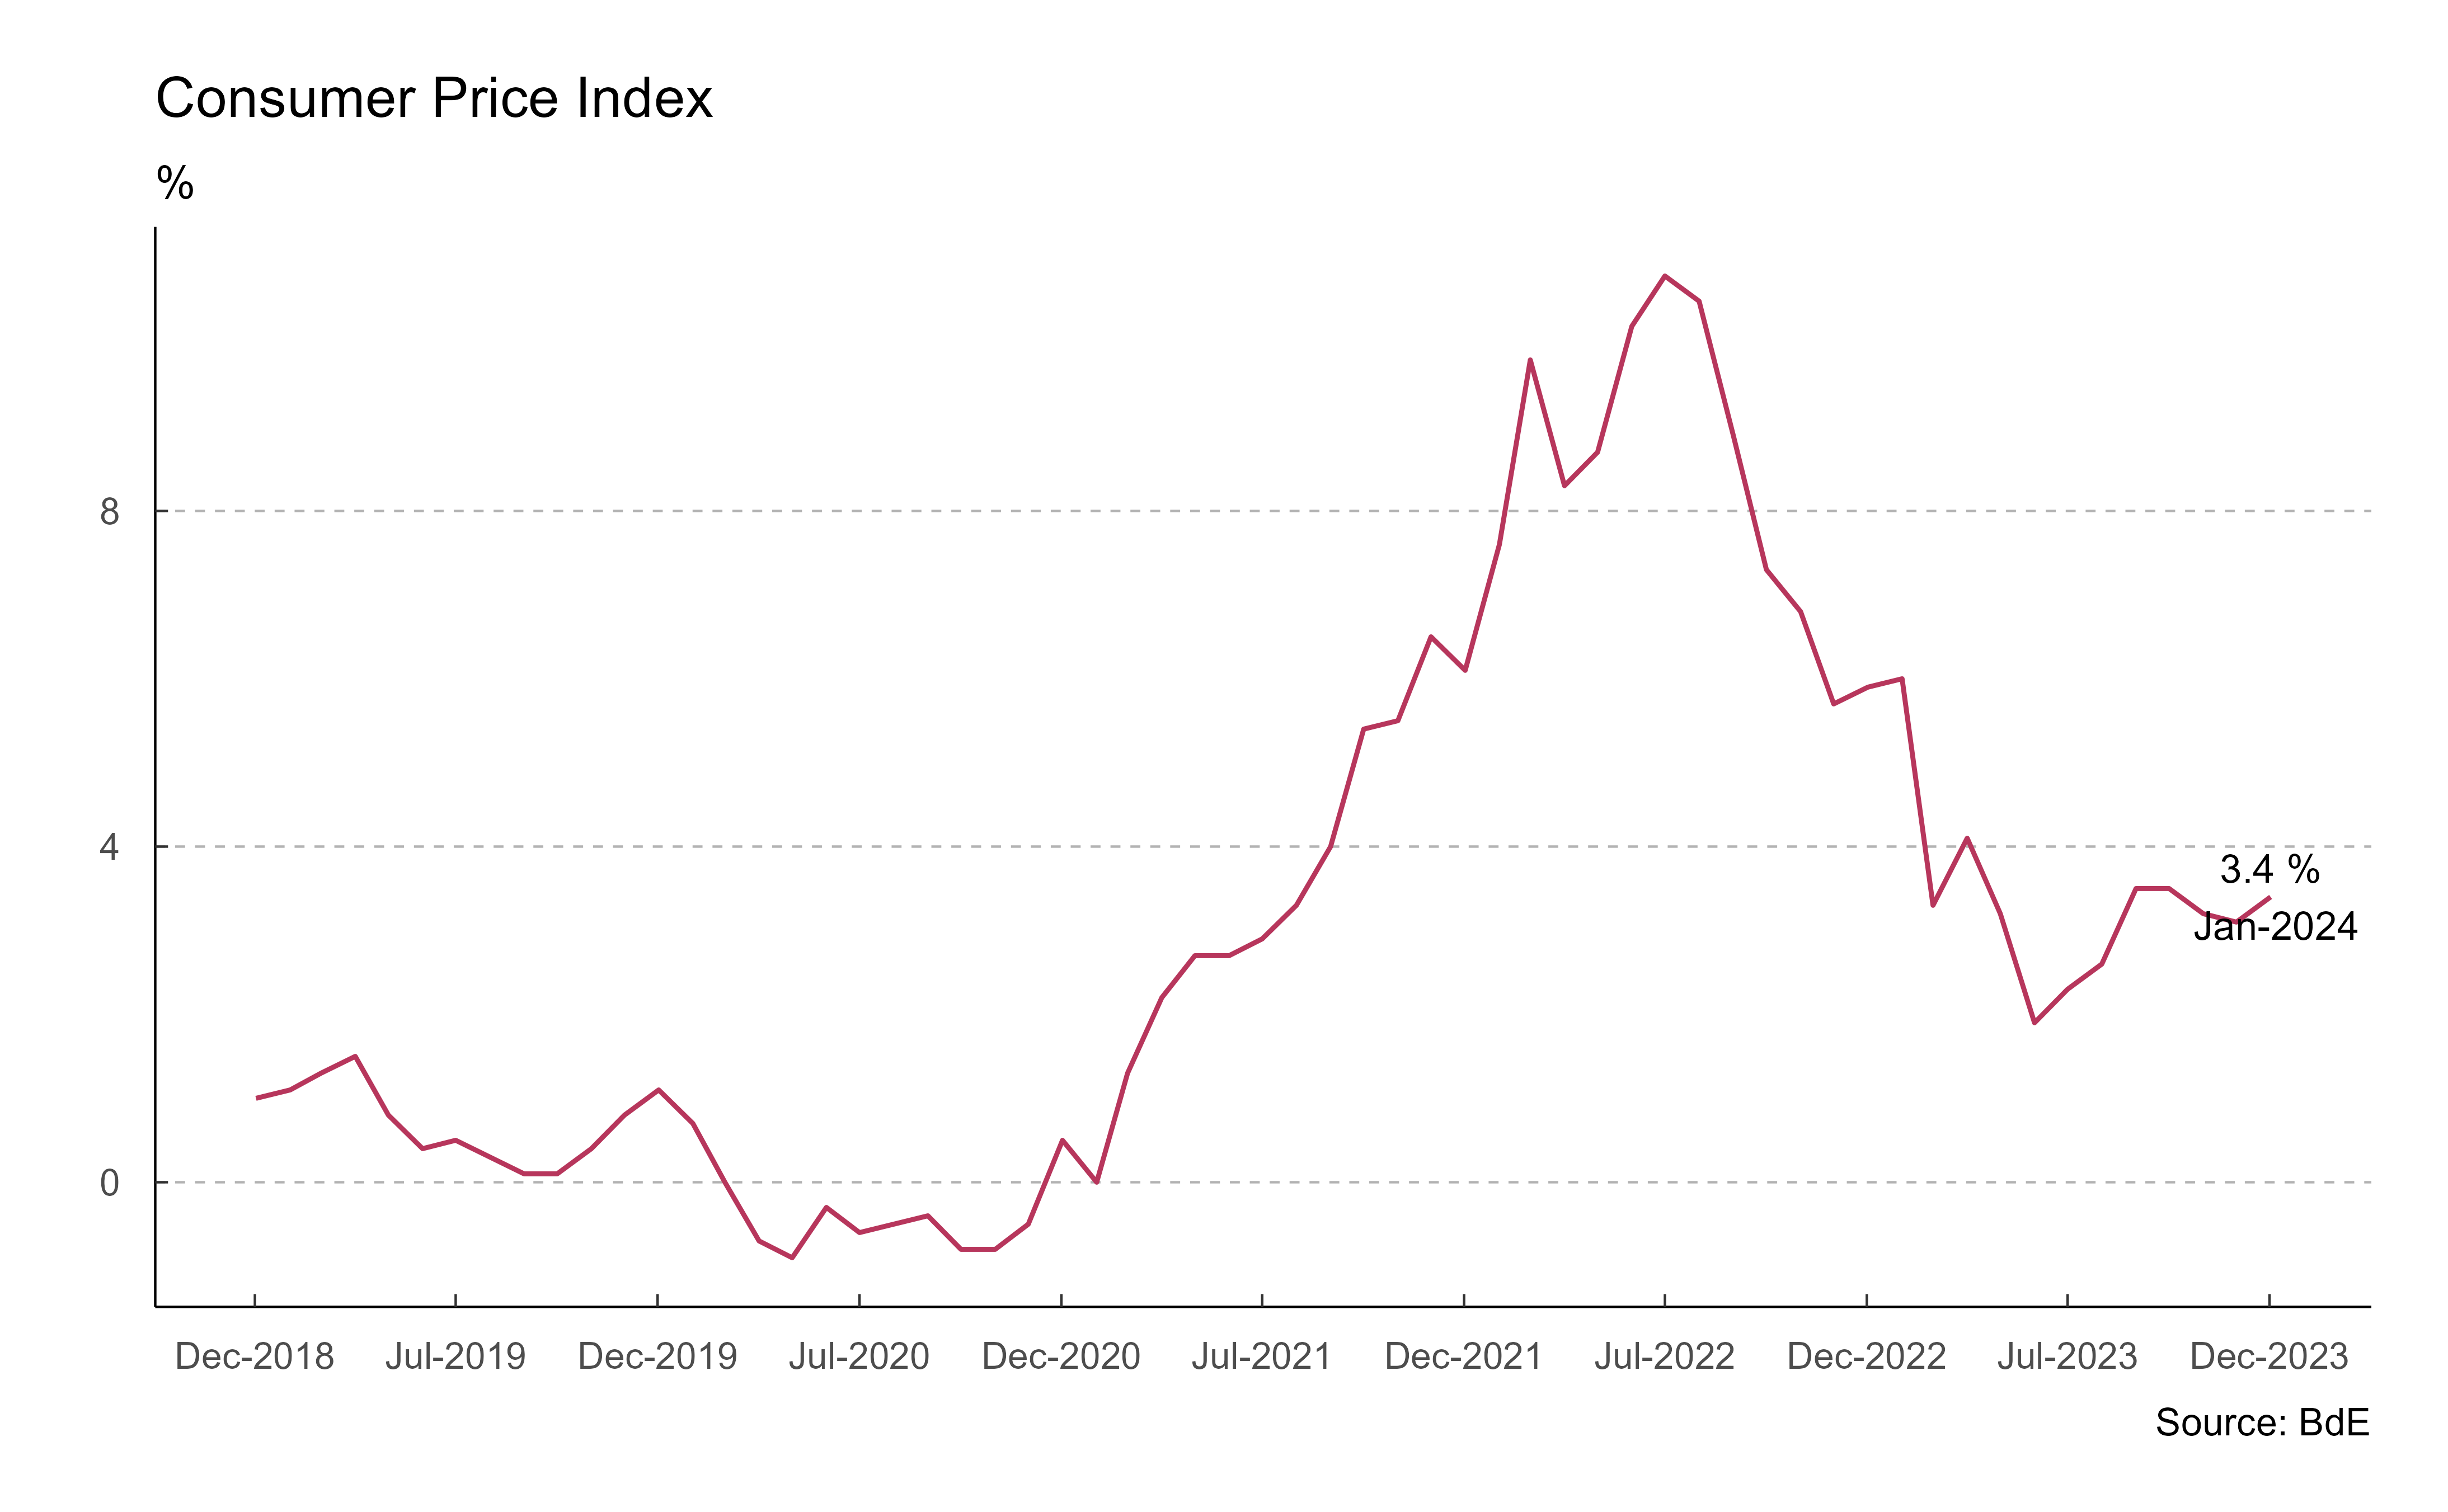 Consumer Price Index
%
8
4
3.4 %
Jan-2024
0
Dec-2018 Jul-2019 Dec-2019 Jul-2020 Dec-2020 Jul-2021 Dec-2021 Jul-2022 Dec-2022 Jul-2023 Dec-2023
Source: BdE